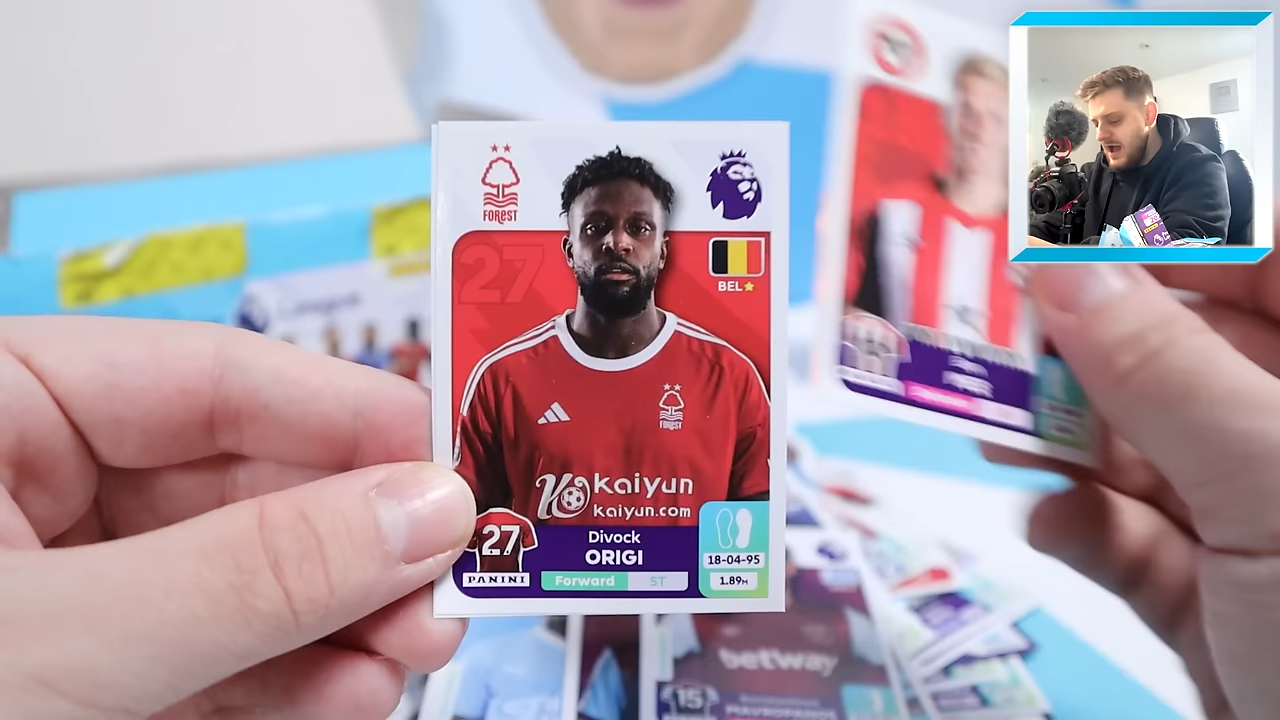 FOREST
27
BEL
FOREST
kaiyun
kaiyun.com
27
Divock
ORIGI
PANINI
Forward ST
18-04-95
1.89M
betway
15
MAVROPANOS